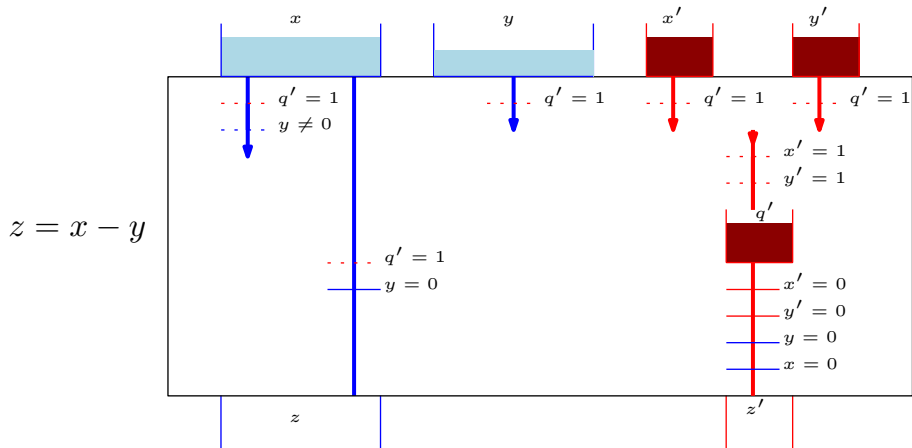 x y x′ y′
q′ = 1 q′ = 1 q′ = 1 q′ = 1
y ≠ 0
x′ = 1
y′ = 1
z = x − y
q′
q′ = 1
y = 0
x′ = 0
y′ = 0
y = 0
x = 0
z z′